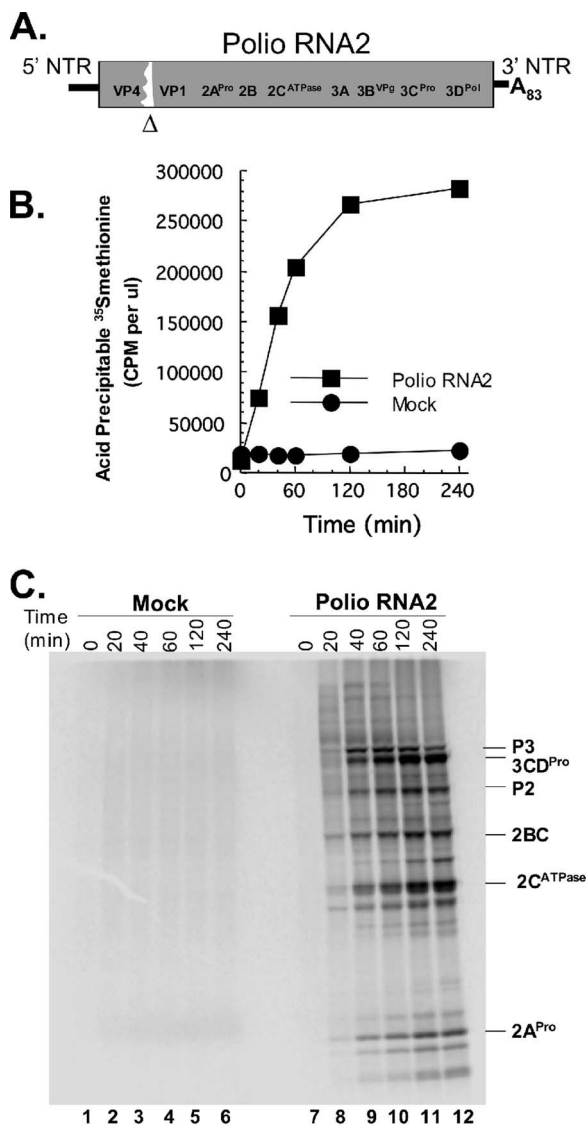 A.
Polio RNA2
5' NTR 3' NTR
VP4 VP1 2A^Pro 2B 2C^ATPase 3A 3B^VPg 3C^Pro 3D^Pol A₈₃
Δ
B.
Acid Precipitable ³⁵Smethionine
(CPM per ul)
300000
250000
200000
150000
100000
50000
0
Polio RNA2
Mock
0 60 120 180 240
Time (min)
C.
Mock Polio RNA2
Time
(min)
0 20 40 60 120 240 0 20 40 60 120 240
P3
3CD^Pro
P2
2BC
2C^ATPase
2A^Pro
1 2 3 4 5 6 7 8 9 10 11 12